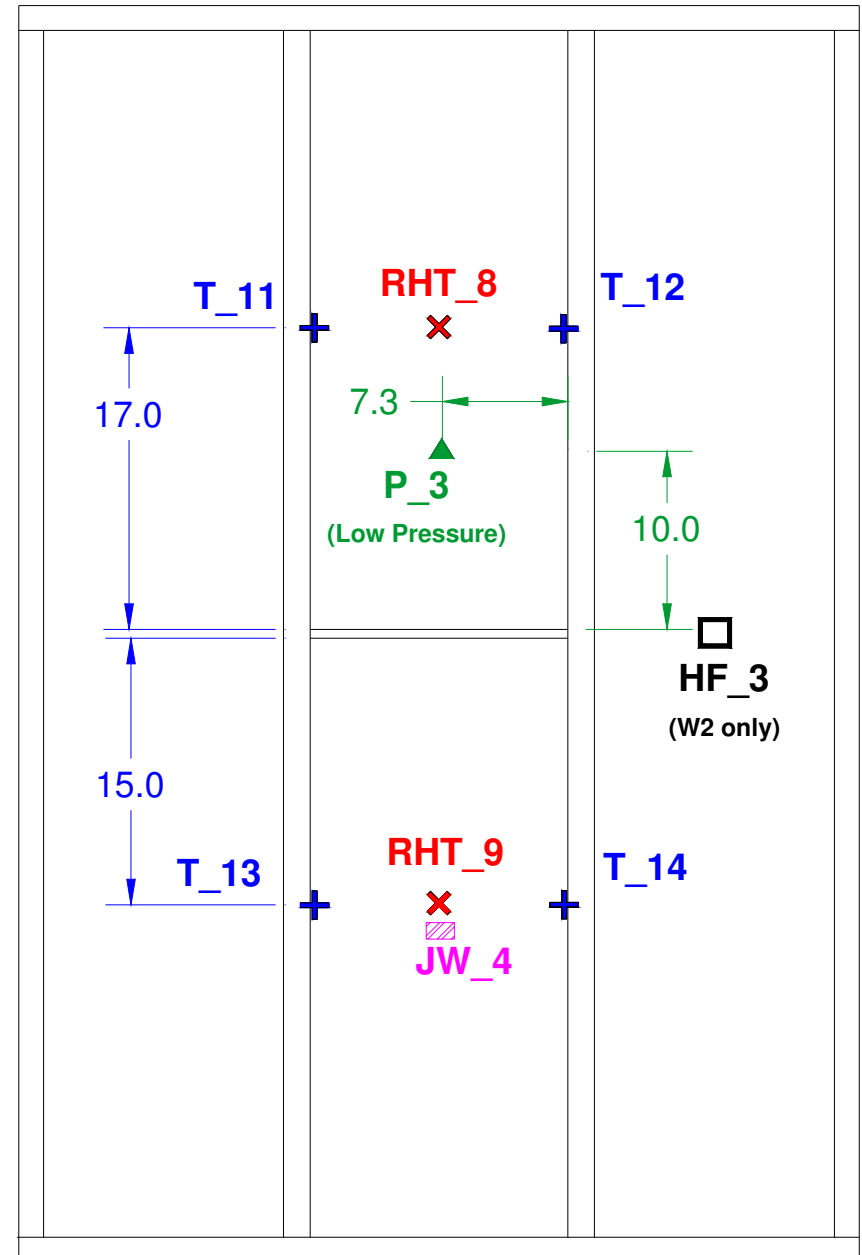 RHT_8
T_12
T_11
7.3
17.0
P_3
(Low Pressure)
10.0
HF_3
(W2 only)
15.0
RHT_9
T_14
T_13
JW_4